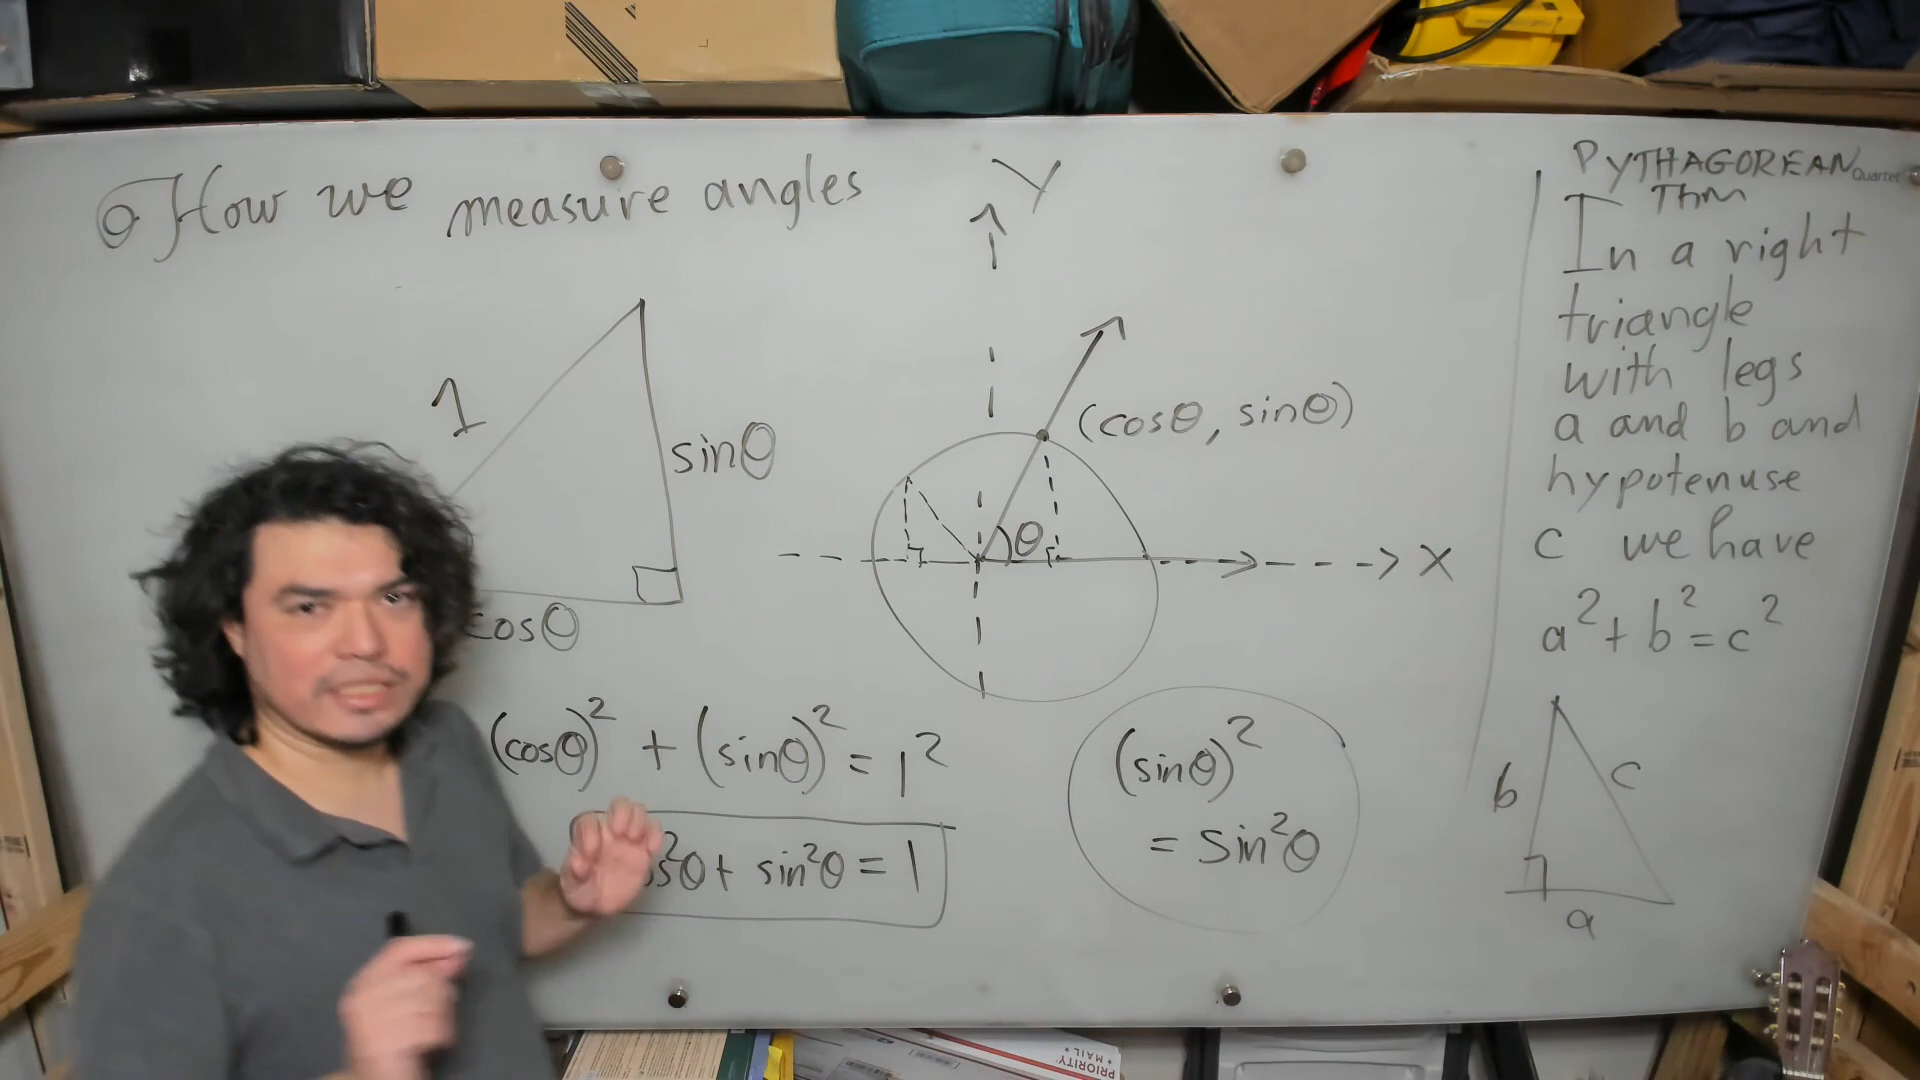 How we measure angles
Y
1
sinθ
cosθ
(cosθ, sinθ)
θ
X
(cosθ)² + (sinθ)² = 1²
s²θ + sin²θ = 1
(sinθ)²
= sin²θ
PYTHAGOREAN
Thm
Quartet
In a right
triangle
with legs
a and b and
hypotenuse
c we have
a² + b² = c²
b
c
a
PRIORITY
MAIL